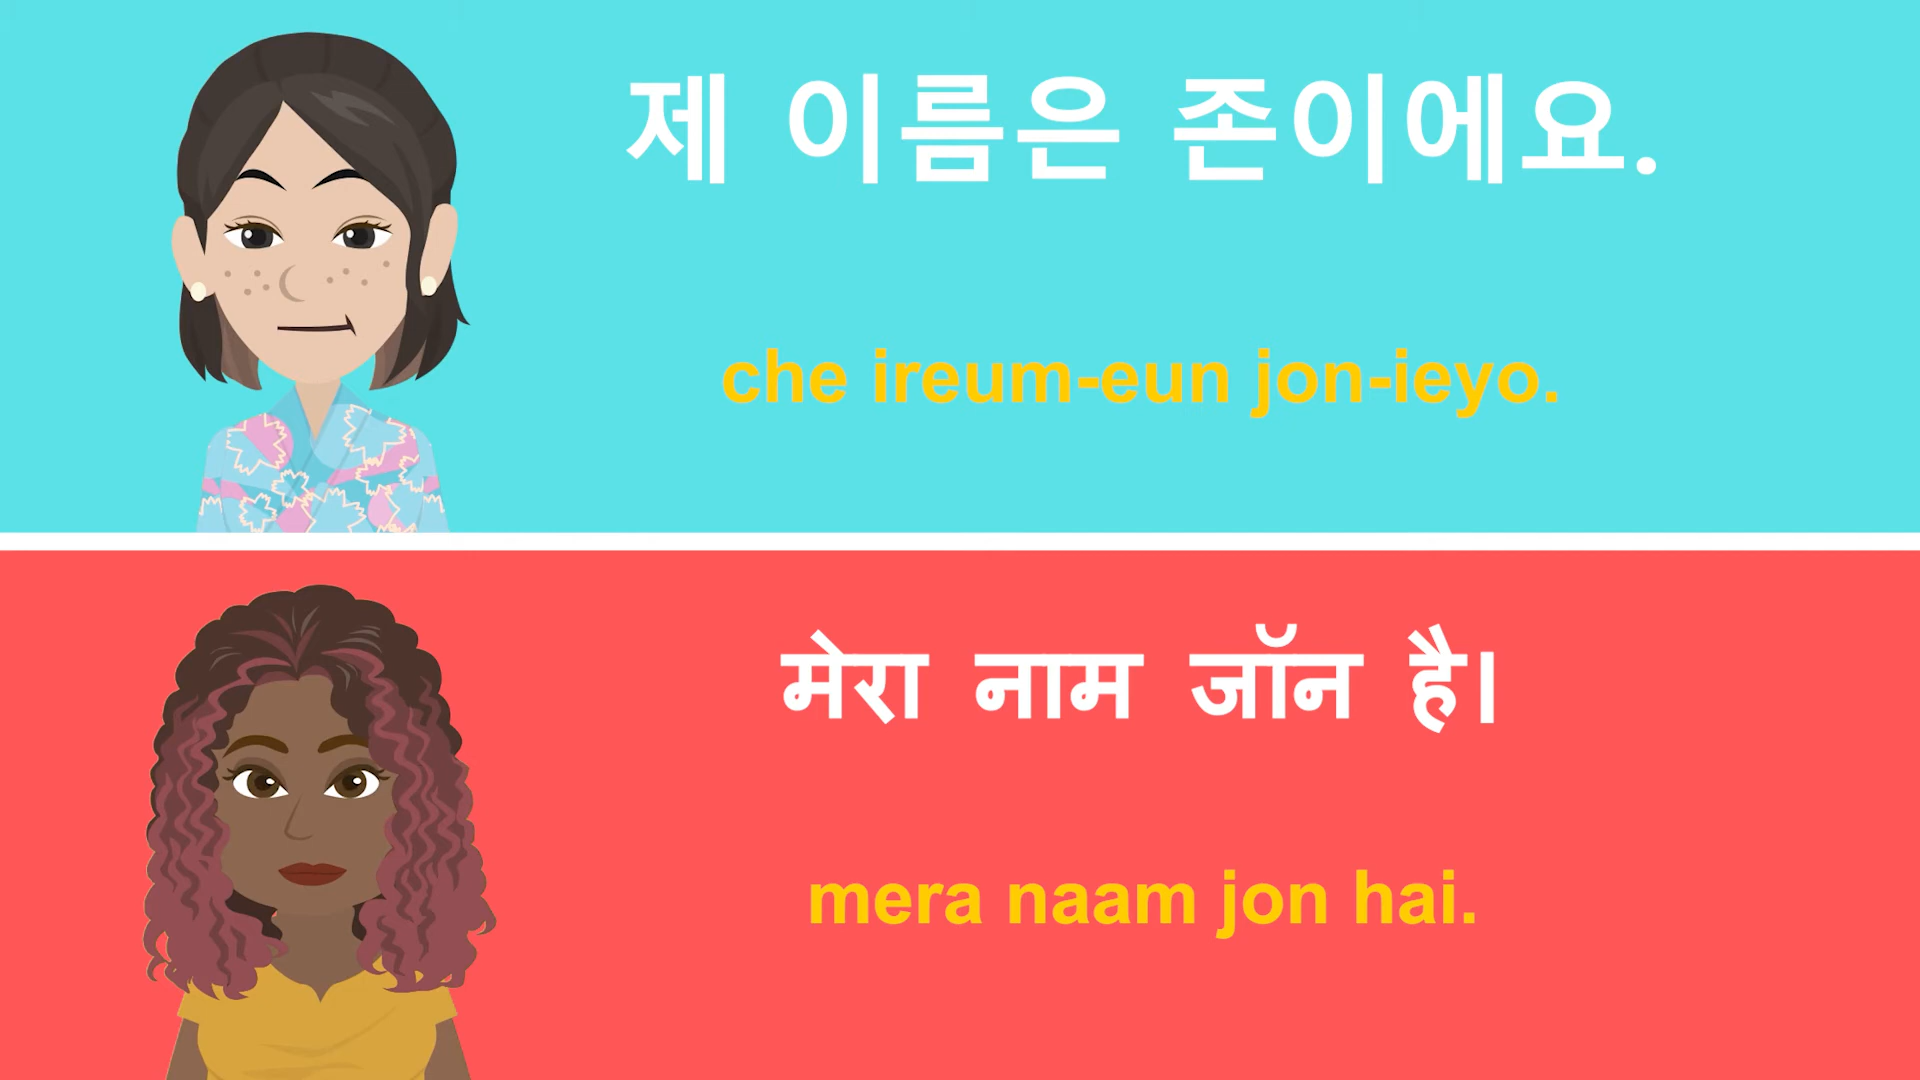 제 이름은 존이에요.
che ireum-eun jon-ieyo.
मेरा नाम जॉन है।
mera naam jon hai.